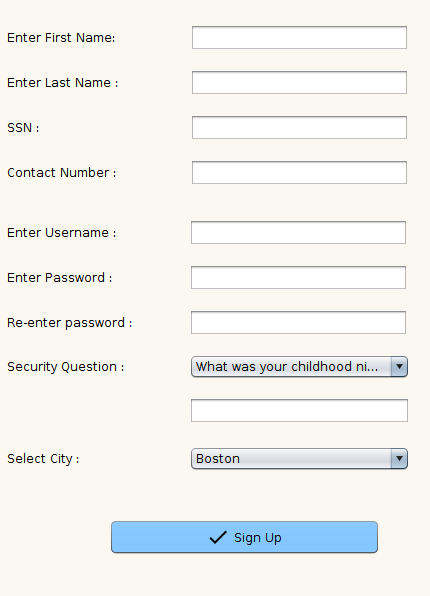 Enter First Name:
Enter Last Name :
SSN :
Contact Number :
Enter Username :
Enter Password :
Re-enter password :
Security Question : What was your childhood ni...
Select City : Boston
Sign Up